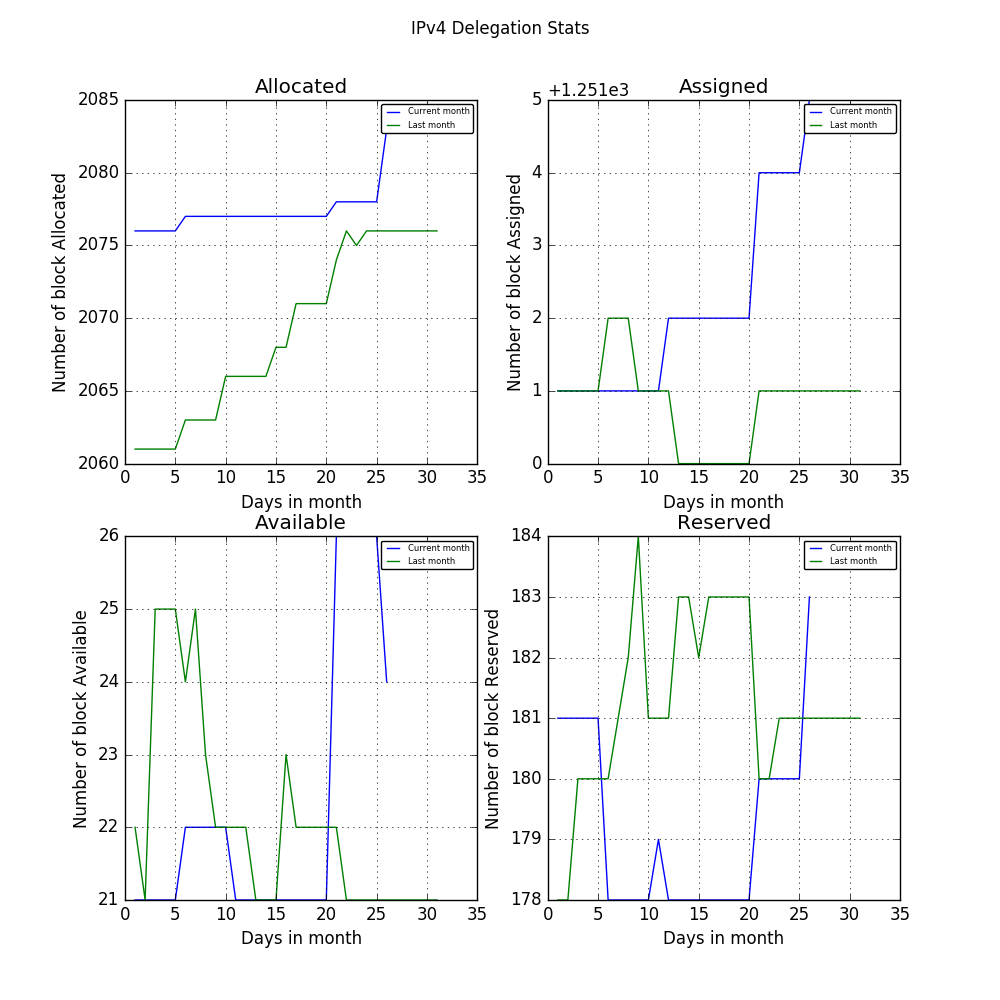 IPv4 Delegation Stats
Allocated
2085
2080
2075
2070
2065
2060
0 5 10 15 20 25 30 35
Number of block Allocated
Days in month
Current month
Last month
+1.251e3
Assigned
5
4
3
2
1
0
0 5 10 15 20 25 30 35
Number of block Assigned
Days in month
Current month
Last month
Available
26
25
24
23
22
21
0 5 10 15 20 25 30 35
Number of block Available
Days in month
Current month
Last month
Reserved
184
183
182
181
180
179
178
0 5 10 15 20 25 30 35
Number of block Reserved
Days in month
Current month
Last month